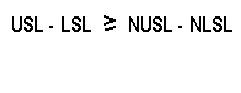 USL - LSL ≥ NUSL - NLSL